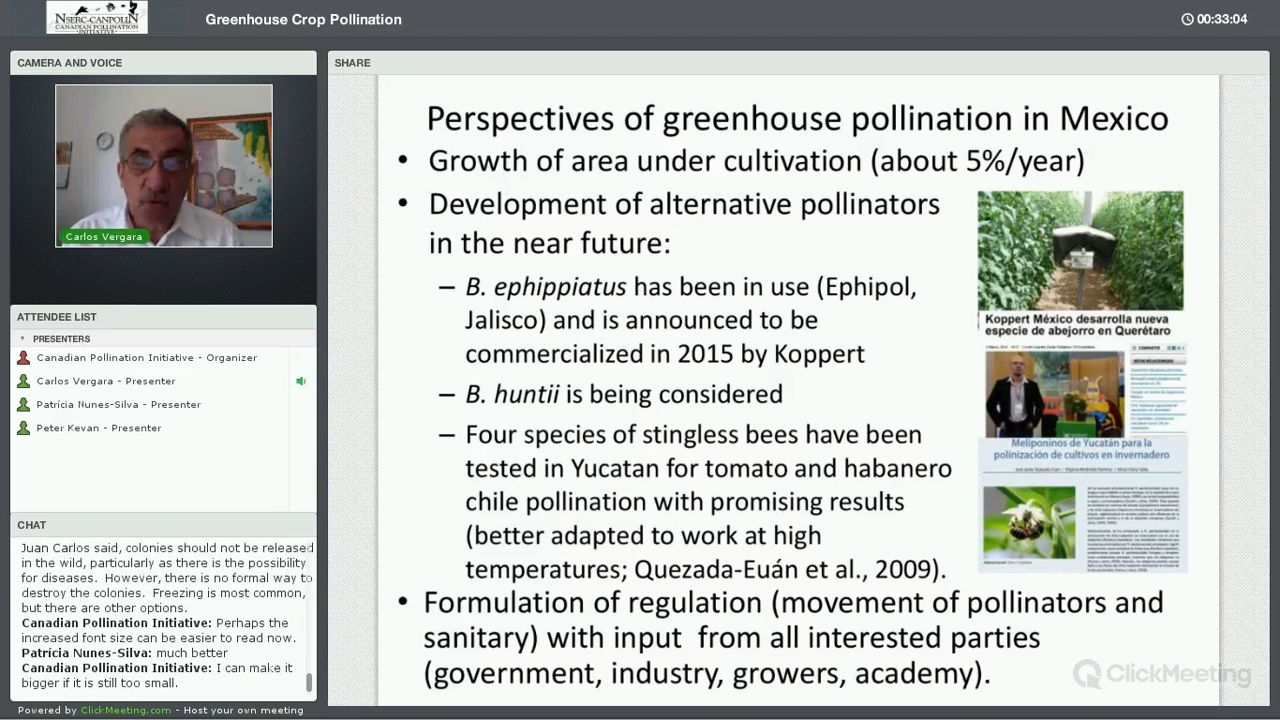 NSERC-CANPOLIN
CANADIAN POLLINATION
INITIATIVE
Greenhouse Crop Pollination
00:33:04
CAMERA AND VOICE
Carlos Vergara
ATTENDEE LIST
PRESENTERS
Canadian Pollination Initiative - Organizer
Carlos Vergara - Presenter
Patrícia Nunes-Silva - Presenter
Peter Kevan - Presenter
CHAT
Juan Carlos said, colonies should not be released
in the wild, particularly as there is the possibility
for diseases. However, there is no formal way to
destroy the colonies. Freezing is most common,
but there are other options.
Canadian Pollination Initiative: Perhaps the
increased font size can be easier to read now.
Patrícia Nunes-Silva: much better
Canadian Pollination Initiative: I can make it
bigger if it is still too small.
Powered by ClickMeeting.com - Host your own meeting
SHARE
Perspectives of greenhouse pollination in Mexico
• Growth of area under cultivation (about 5%/year)
• Development of alternative pollinators
in the near future:
– B. ephippiatus has been in use (Ephipol,
Jalisco) and is announced to be
commercialized in 2015 by Koppert
– B. huntii is being considered
– Four species of stingless bees have been
tested in Yucatan for tomato and habanero
hile pollination with promising results
better adapted to work at high
temperatures; Quezada-Euán et al., 2009).
• Formulation of regulation (movement of pollinators and
sanitary) with input from all interested parties
(government, industry, growers, academy).
Koppert México desarrolla nueva
especie de abejorro en Querétaro
Meliponinos de Yucatán para la
polinización de cultivos en invernadero
ClickMeeting